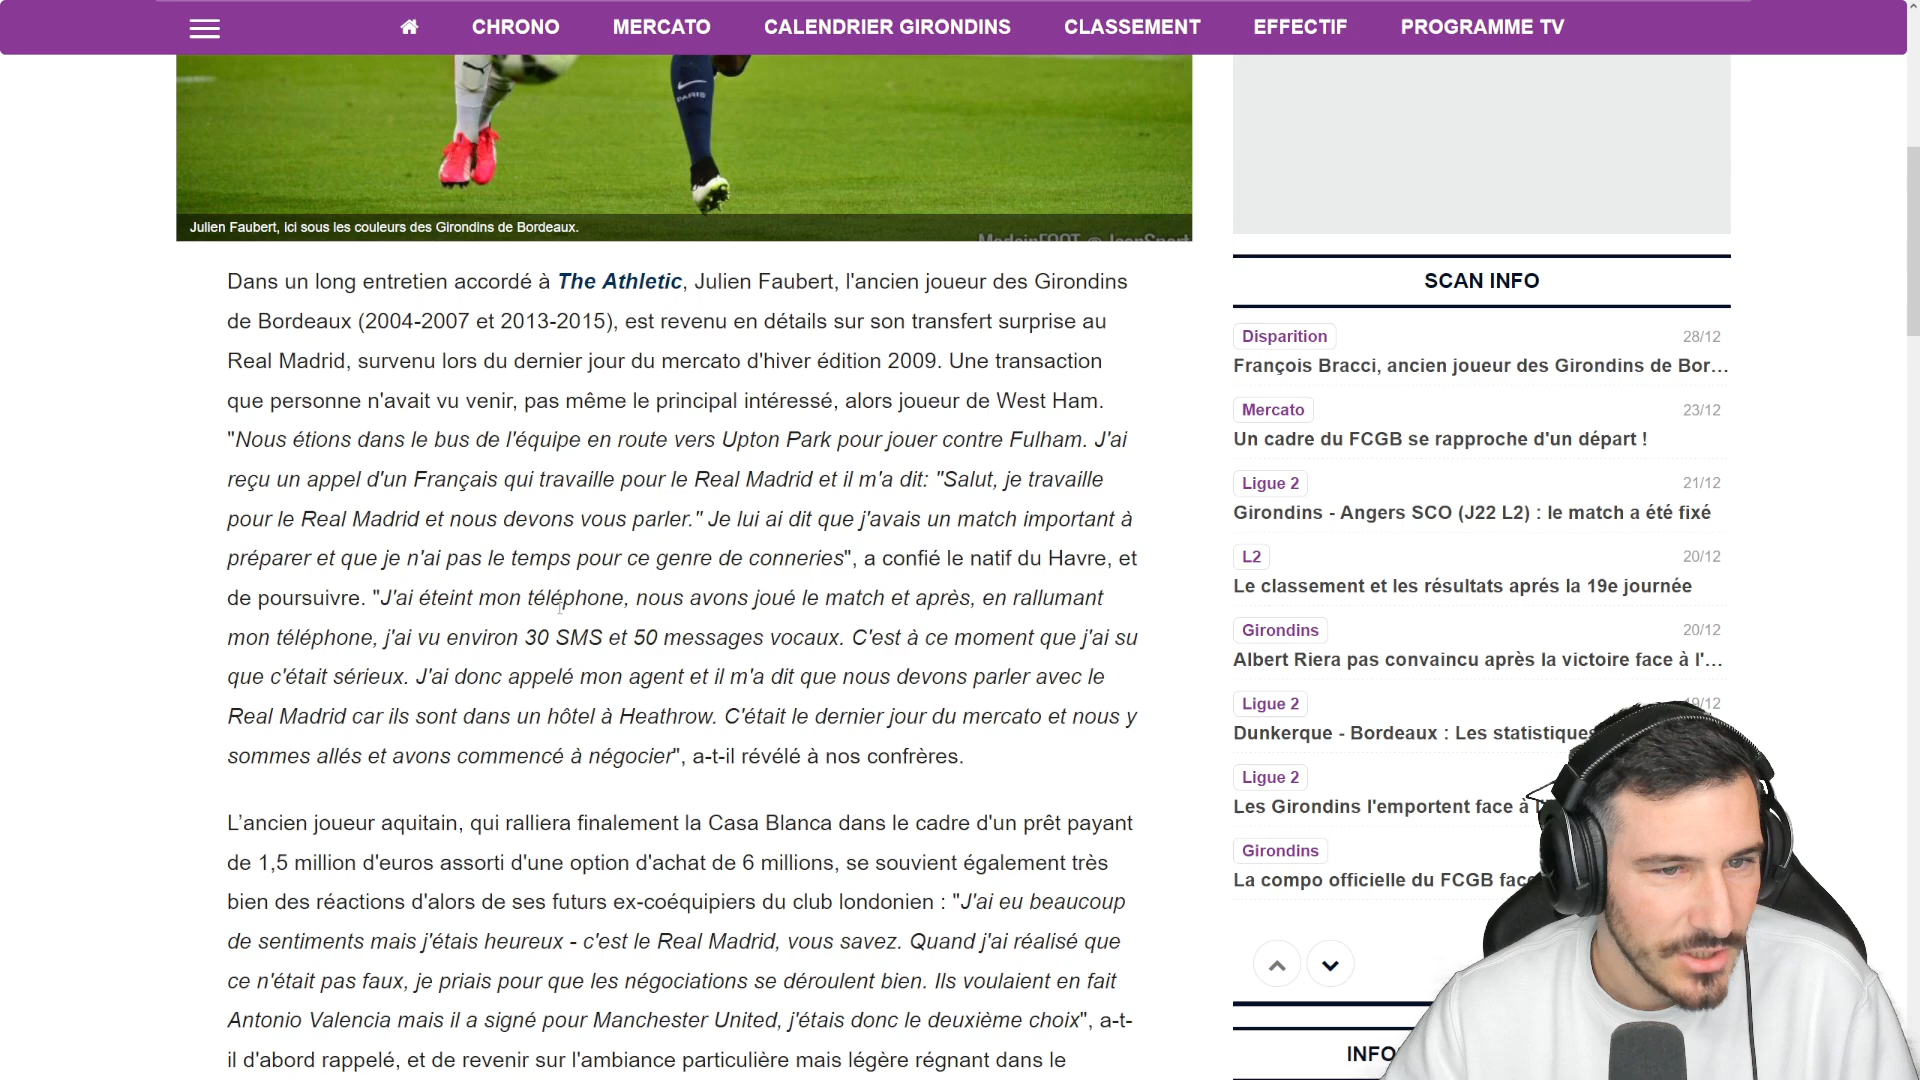 CHRONO MERCATO CALENDRIER GIRONDINS CLASSEMENT EFFECTIF PROGRAMME TV
PARIS
Julien Faubert, Ici sous les couleurs des Girondins de Bordeaux.
Dans un long entretien accordé à The Athletic, Julien Faubert, l'ancien joueur des Girondins
de Bordeaux (2004-2007 et 2013-2015), est revenu en détails sur son transfert surprise au
Real Madrid, survenu lors du dernier jour du mercato d'hiver édition 2009. Une transaction
que personne n'avait vu venir, pas même le principal intéressé, alors joueur de West Ham.
"Nous étions dans le bus de l'équipe en route vers Upton Park pour jouer contre Fulham. J'ai
reçu un appel d'un Français qui travaille pour le Real Madrid et il m'a dit: "Salut, je travaille
pour le Real Madrid et nous devons vous parler." Je lui ai dit que j'avais un match important à
préparer et que je n'ai pas le temps pour ce genre de conneries", a confié le natif du Havre, et
de poursuivre. "J'ai éteint mon téléphone, nous avons joué le match et après, en rallumant
mon téléphone, j'ai vu environ 30 SMS et 50 messages vocaux. C'est à ce moment que j'ai su
que c'était sérieux. J'ai donc appelé mon agent et il m'a dit que nous devons parler avec le
Real Madrid car ils sont dans un hôtel à Heathrow. C'était le dernier jour du mercato et nous y
sommes allés et avons commencé à négocier", a-t-il révélé à nos confrères.
L'ancien joueur aquitain, qui ralliera finalement la Casa Blanca dans le cadre d'un prêt payant
de 1,5 million d'euros assorti d'une option d'achat de 6 millions, se souvient également très
bien des réactions d'alors de ses futurs ex-coéquipiers du club londonien : "J'ai eu beaucoup
de sentiments mais j'étais heureux - c'est le Real Madrid, vous savez. Quand j'ai réalisé que
ce n'était pas faux, je priais pour que les négociations se déroulent bien. Ils voulaient en fait
Antonio Valencia mais il a signé pour Manchester United, j'étais donc le deuxième choix", a-t-
il d'abord rappelé, et de revenir sur l'ambiance particulière mais légère régnant dans le
SCAN INFO
Disparition 28/12
François Bracci, ancien joueur des Girondins de Bor...
Mercato 23/12
Un cadre du FCGB se rapproche d'un départ !
Ligue 2 21/12
Girondins - Angers SCO (J22 L2) : le match a été fixé
L2 20/12
Le classement et les résultats aprés la 19e journée
Girondins 20/12
Albert Riera pas convaincu après la victoire face à l'...
Ligue 2 19/12
Dunkerque - Bordeaux : Les statistiques
Ligue 2
Les Girondins l'emportent face à
Girondins
La compo officielle du FCGB face
INFO